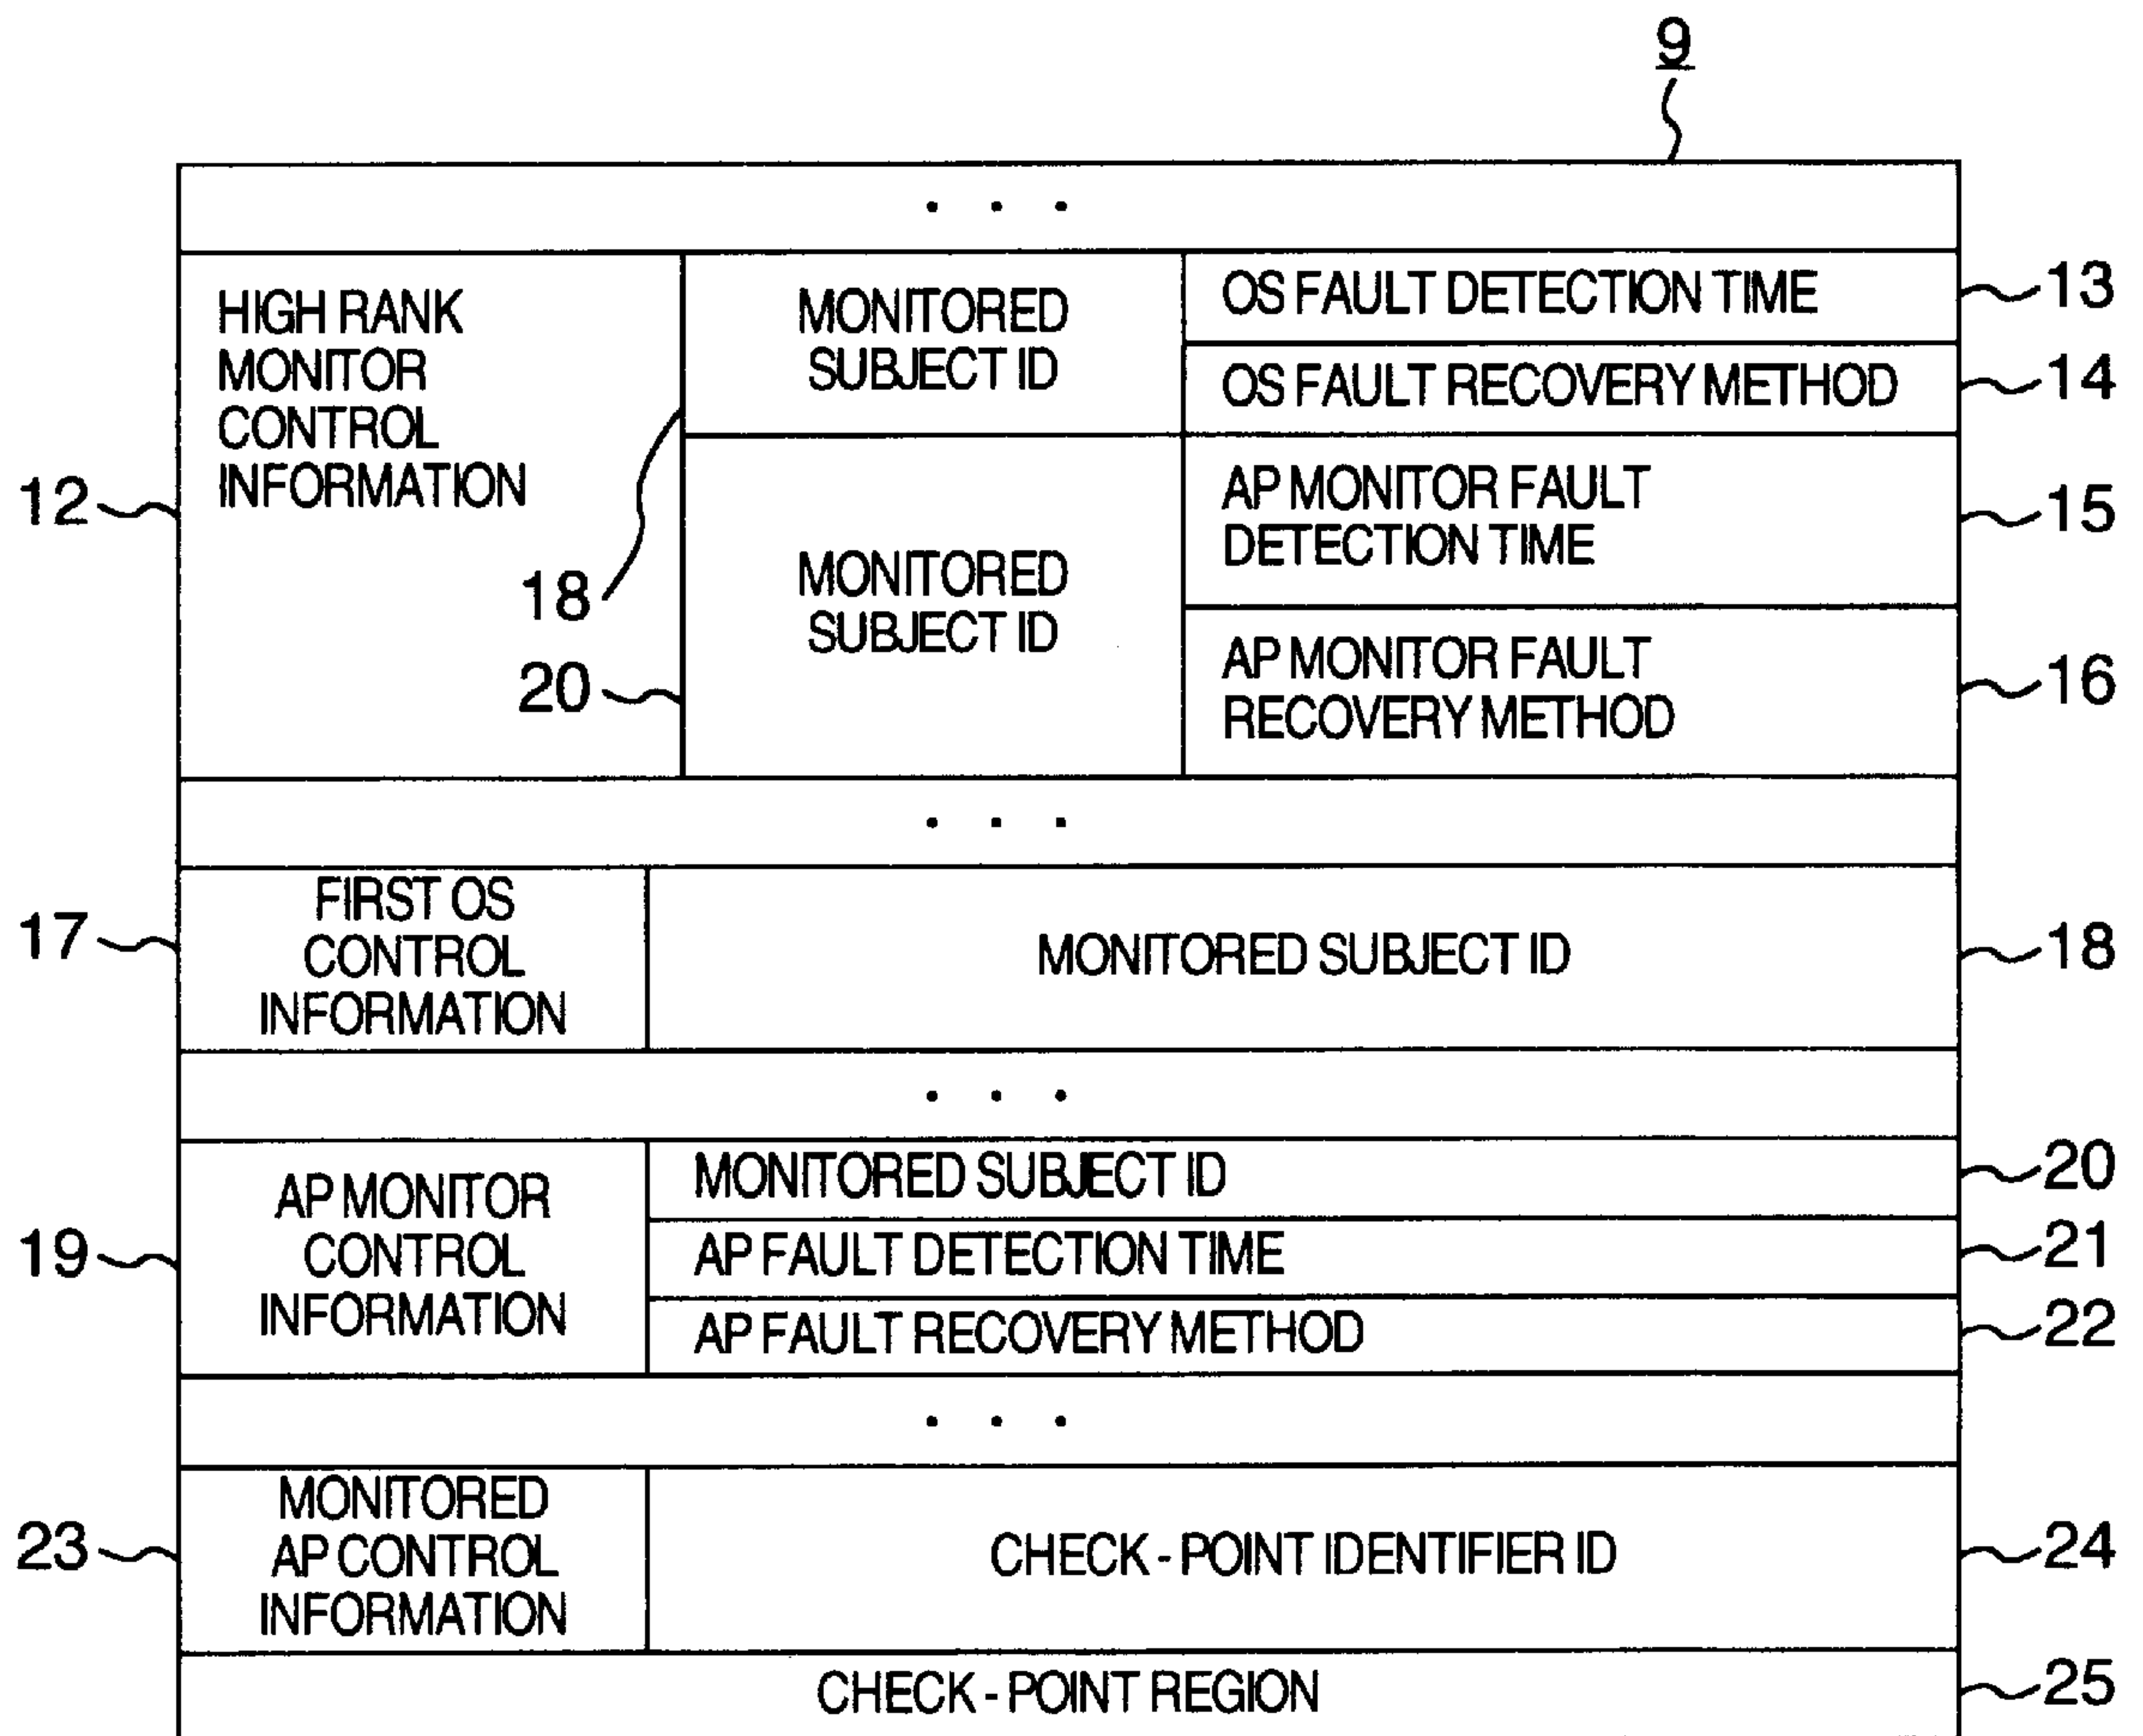 9
. . .
12
HIGH RANK
MONITOR
CONTROL
INFORMATION
18
MONITORED
SUBJECT ID
OS FAULT DETECTION TIME
13
OS FAULT RECOVERY METHOD
14
20
MONITORED
SUBJECT ID
AP MONITOR FAULT
DETECTION TIME
15
AP MONITOR FAULT
RECOVERY METHOD
16
. . .
17
FIRST OS
CONTROL
INFORMATION
MONITORED SUBJECT ID
18
. . .
19
AP MONITOR
CONTROL
INFORMATION
MONITORED SUBJECT ID
20
AP FAULT DETECTION TIME
21
AP FAULT RECOVERY METHOD
22
. . .
23
MONITORED
AP CONTROL
INFORMATION
CHECK - POINT IDENTIFIER ID
24
CHECK - POINT REGION
25